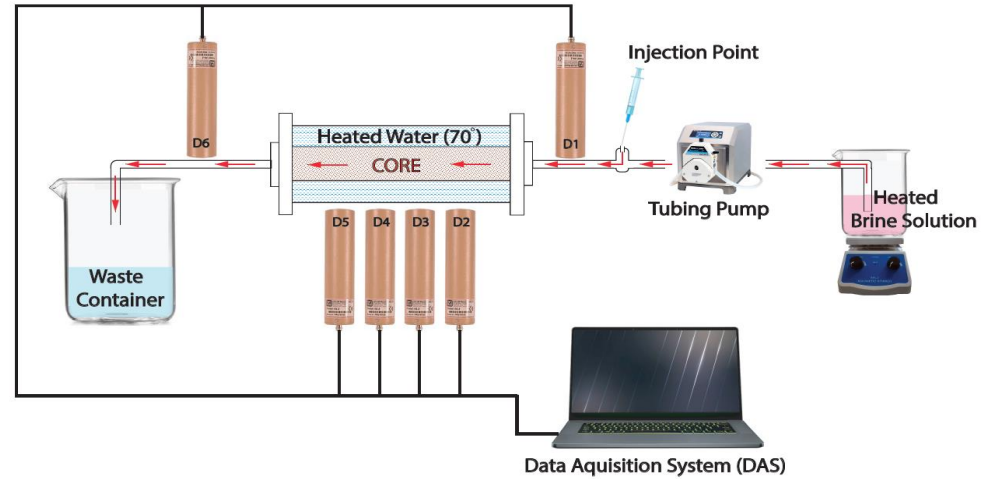 Injection Point
D6
D1
Heated Water (70°)
CORE
Tubing Pump
Heated
Brine Solution
D5
D4
D3
D2
Waste
Container
Data Aquisition System (DAS)